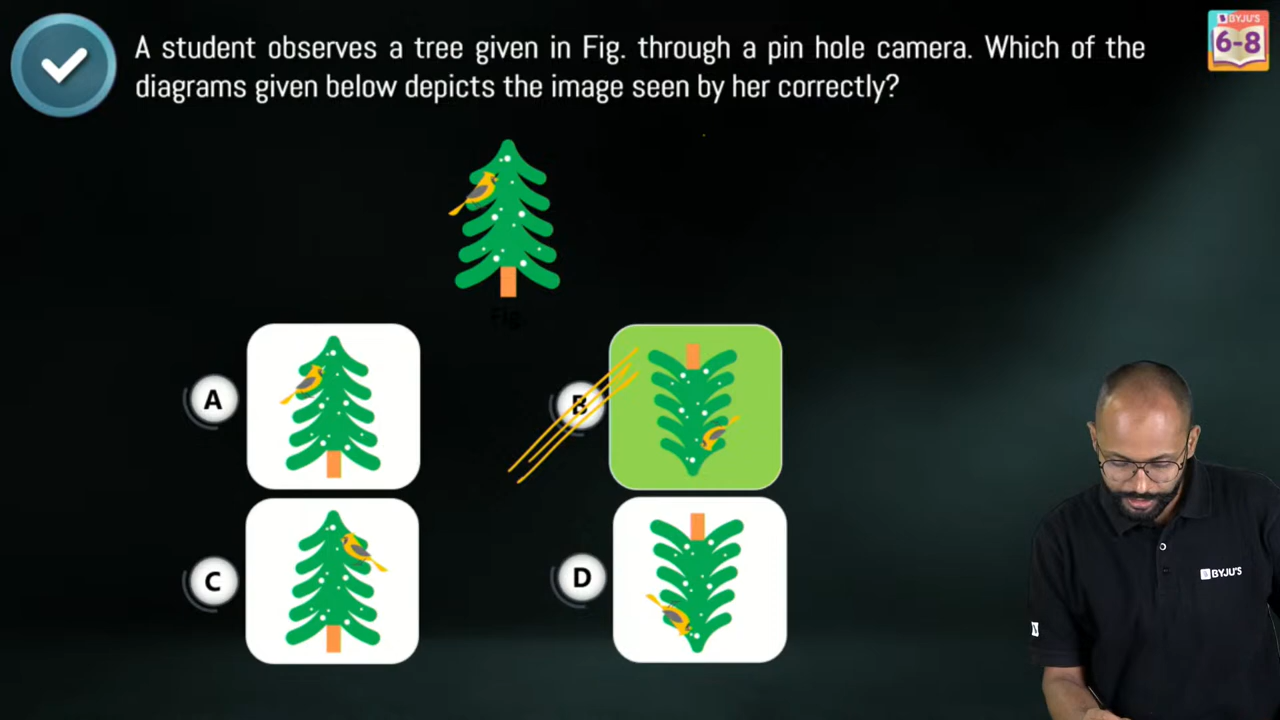 BYJU'S
6-8
A student observes a tree given in Fig. through a pin hole camera. Which of the
diagrams given below depicts the image seen by her correctly?
Fig.
A
B
C
D
BYJU'S